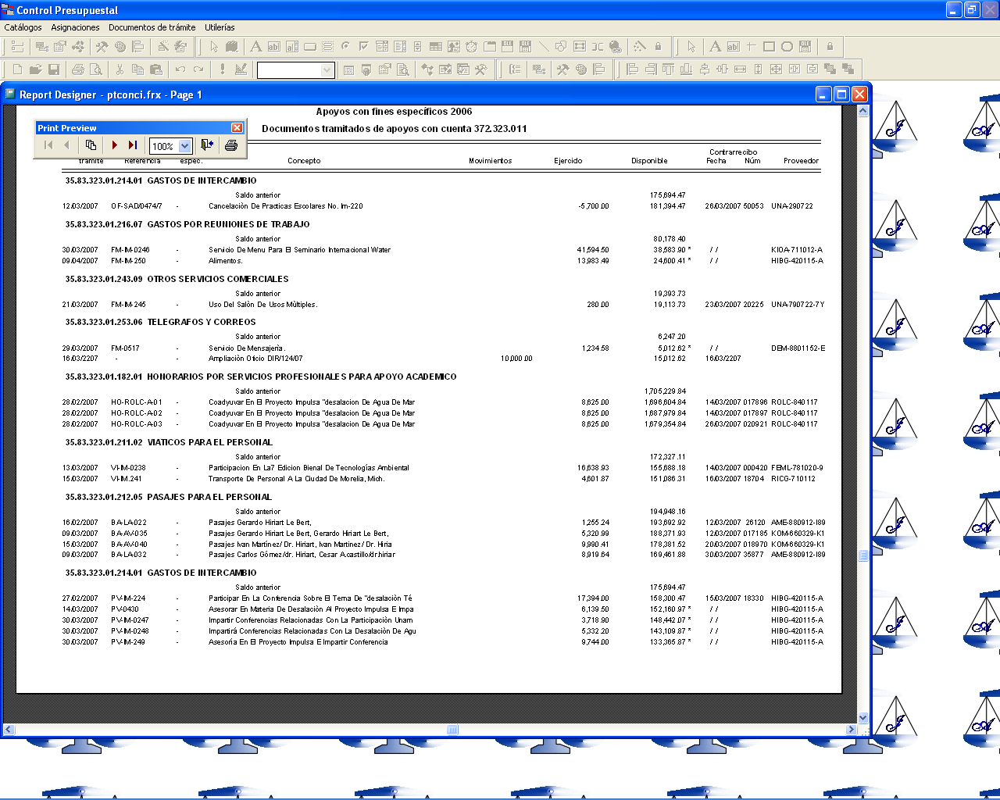 Control Presupuestal
Catálogos Asignaciones Documentos de trámite Utilerías
Report Designer - ptconci.frx - Page 1
Apoyos con fines específicos 2006
Print Preview
Documentos tramitados de apoyos con cuenta 372.323.011
100%
Contrarrecibo
trámite Referencia espec. Concepto Movimientos Ejercido Disponible Fecha Núm Proveedor
35.83.323.01.214.01 GASTOS DE INTERCAMBIO
Saldo anterior 175,694.47
12/03/2007 OF-SAD/0474/7 - Cancelaciòn De Practicas Escolares No. Im-220 -5,700.00 181,394.47 26/03/2007 50053 UNA-290722
35.83.323.01.216.07 GASTOS POR REUNIONES DE TRABAJO
Saldo anterior 80,178.40
30/03/2007 FM-IM-0246 - Servicio De Menu Para El Seminario Internacional Water 41,594.50 38,583.90 * / / KIOA-711012-A
09/04/2007 FM-IM-250 - Alimentos. 13,983.49 24,600.41 * / / HIBG-420115-A
35.83.323.01.243.09 OTROS SERVICIOS COMERCIALES
Saldo anterior 19,393.73
21/03/2007 FM-IM-245 - Uso Del Salòn De Usos Mùltiples. 280.00 19,113.73 23/03/2007 20225 UNA-790722-7Y
35.83.323.01.253.06 TELEGRAFOS Y CORREOS
Saldo anterior 6,247.20
29/03/2007 FM-0517 - Servicio De Mensajería. 1,234.58 5,012.62 * / / DEM-8801152-E
16/03/2207 - Ampliaciòn Oficio DIR/124/07 10,000.00 15,012.62 16/03/2207
35.83.323.01.182.01 HONORARIOS POR SERVICIOS PROFESIONALES PARA APOYO ACADEMICO
Saldo anterior 1,705,229.84
28/02/2007 HO-ROLC-A-01 - Coadyuvar En El Proyecto Impulsa "desalacion De Agua De Mar 8,625.00 1,696,604.84 14/03/2007 017896 ROLC-840117
28/02/2007 HO-ROLC-A-02 - Coadyuvar En El Proyecto Impulsa "desalacion De Agua De Mar 8,625.00 1,687,979.84 14/03/2007 017897 ROLC-840117
28/02/2007 HO-ROLC-A-03 - Coadyuvar En El Proyecto Impulsa "desalacion De Agua De Mar 8,625.00 1,679,354.84 26/03/2007 020921 ROLC-840117
35.83.323.01.211.02 VIATICOS PARA EL PERSONAL
Saldo anterior 172,327.11
13/03/2007 VI-IM-0238 - Participacion En La7 Edicion Bienal De Tecnologías Ambiental 16,638.93 155,688.18 14/03/2007 000420 FEML-781020-9
15/03/2007 VI-IM.241 - Transporte De Personal A La Ciudad De Morelia, Mich. 4,601.87 151,086.31 16/03/2007 18704 RICG-710112
35.83.323.01.212.05 PASAJES PARA EL PERSONAL
Saldo anterior 194,948.16
16/02/2007 BA-LA-022 - Pasajes Gerardo Hiriart Le Bert, 1,255.24 193,692.92 12/03/2007 26120 AME-880912-I89
09/03/2007 BA-AV-035 - Pasajes Gerardo Hiriart Le Bert, Gerardo Hiriart Le Bert, 5,320.99 188,371.93 12/03/2007 017185 KOM-660329-K1
15/03/2007 BA-AV-040 - Pasajes Ivan Martínez/ Dr. Hiriart, Ivan Martínez/ Dr. Hiria 9,990.41 178,381.52 20/03/2007 018970 KOM-660329-K1
09/03/2007 BA-LA-032 - Pasajes Carlos Gómez/dr. Hiriart, Cesar A.castillo/dr.hiriar 8,919.64 169,461.88 30/03/2007 35877 AME-880912-I89
35.83.323.01.214.01 GASTOS DE INTERCAMBIO
Saldo anterior 175,694.47
27/02/2007 PV-IM-224 - Participar En La Conferencia Sobre El Tema De "desalación Té 17,394.00 158,300.47 15/03/2007 18330 HIBG-420115-A
14/03/2007 PV-0430 - Asesorar En Materia De Desalaciòn Al Proyecto Impulsa E Impa 6,139.50 152,160.97 * / / HIBG-420115-A
30/03/2007 PV-IM-0247 - Impartir Conferencias Relacionadas Con La Participaciòn Unam 3,718.90 148,442.07 * / / HIBG-420115-A
30/03/2007 PV-IM-0248 - Impartirà Conferencias Relacionadas Con La Desalaciòn De Agu 5,332.20 143,109.87 * / / HIBG-420115-A
30/03/2007 PV-IM-249 - Asesoría En El Proyecto Impulsa E Impartir Conferencia 9,744.00 133,365.87 * / / HIBG-420115-A